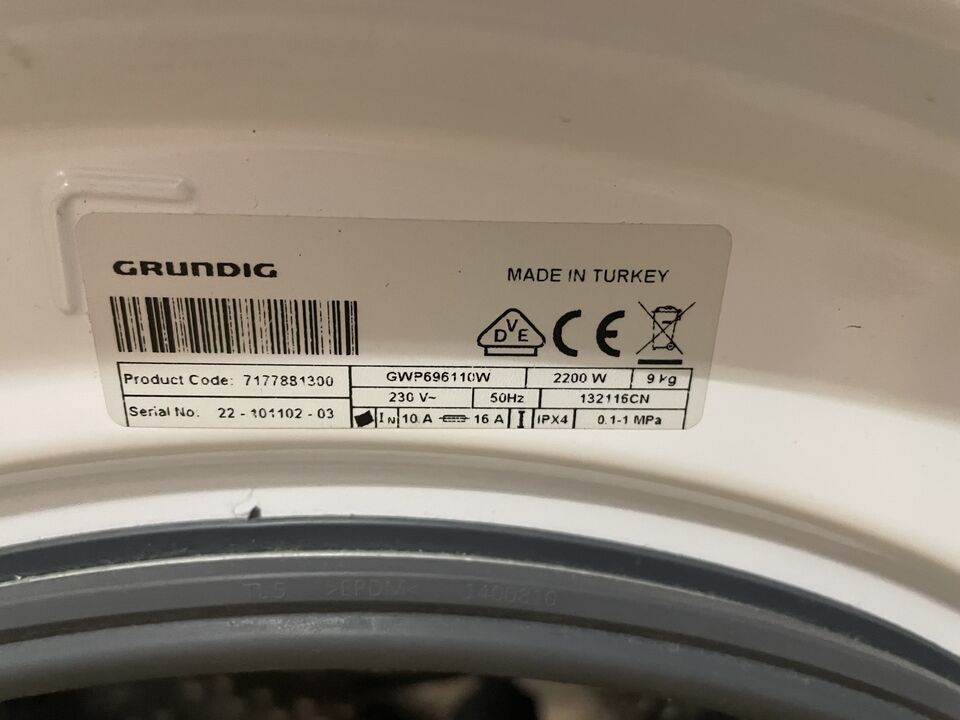 GRUNDIG
MADE IN TURKEY
DVE
CE
Product Code: 7177881300
GWP696110W
2200 W
9 kg
230 V~
50Hz
132116CN
Serial No: 22 - 101102 - 03
IN 10 A 16 A
IPX4
0.1-1 MPa
>EPDM<